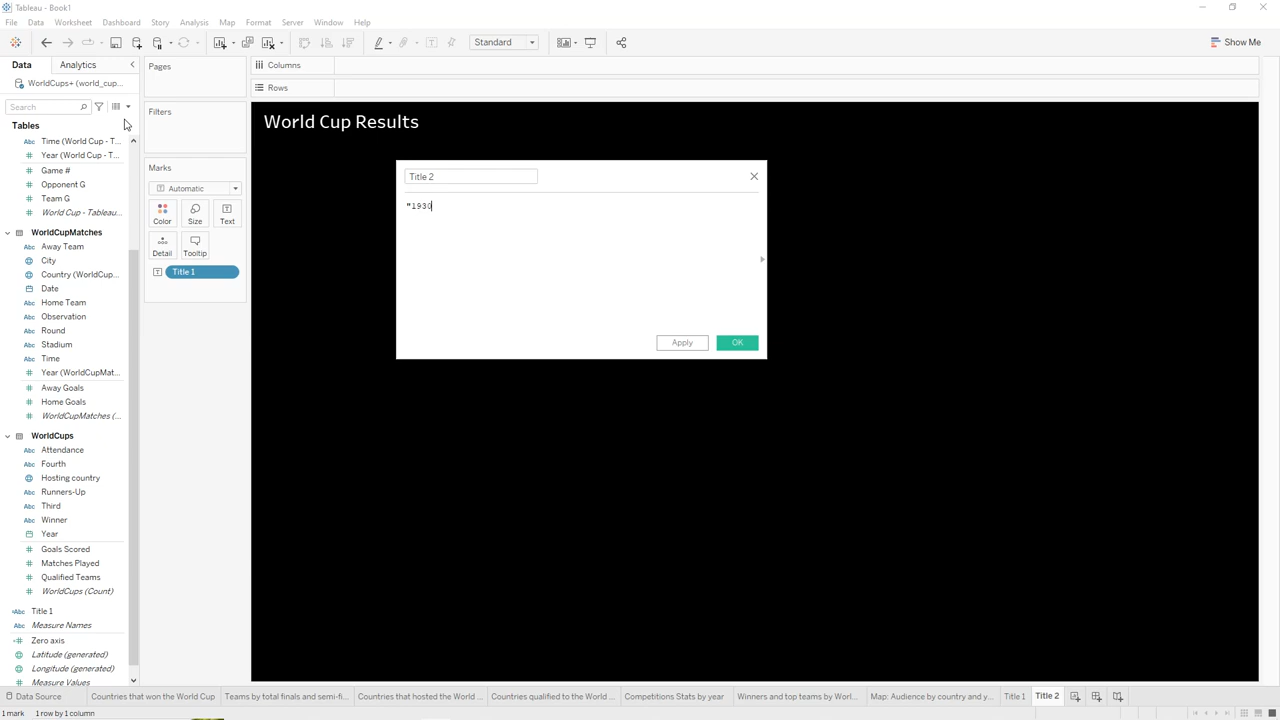 Tableau - Book1
File Data Worksheet Dashboard Story Analysis Map Format Server Window Help
Standard
Show Me
Data Analytics
WorldCups+ (world_cup...
Search
Tables
Time (World Cup - T...
Year (World Cup - T...
Game #
Opponent G
Team G
World Cup - Tableau...
WorldCupMatches
Away Team
City
Country (WorldCup...
Date
Home Team
Observation
Round
Stadium
Time
Year (WorldCupMat...
Away Goals
Home Goals
WorldCupMatches (...
WorldCups
Attendance
Fourth
Hosting country
Runners-Up
Third
Winner
Year
Goals Scored
Matches Played
Qualified Teams
WorldCups (Count)
Title 1
Measure Names
Zero axis
Latitude (generated)
Longitude (generated)
Measure Values
Pages
Filters
Marks
Automatic
Color Size Text
Detail Tooltip
Title 1
Columns
Rows
World Cup Results
Title 2
"1930
Apply OK
Data Source Countries that won the World Cup Teams by total finals and semi-fi... Countries that hosted the World ... Countries qualified to the World ... Competitions Stats by year Winners and top teams by Worl... Map: Audience by country and y... Title 1 Title 2
1 mark 1 row by 1 column